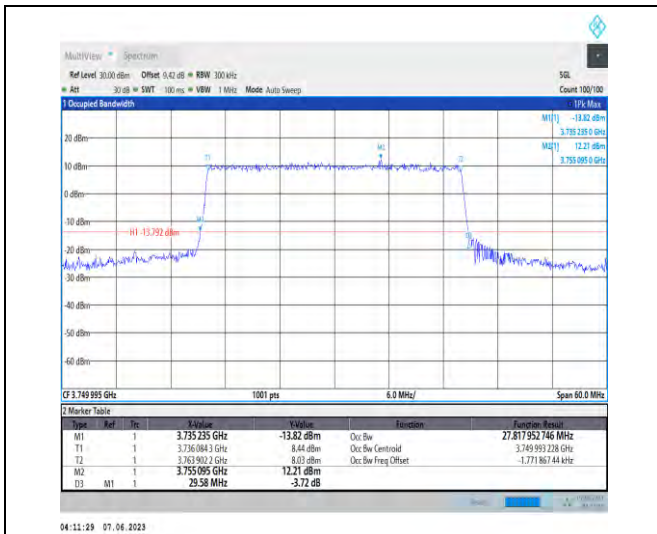 MultiView Spectrum
Ref Level 30.00 dBm Offset 9.42 dB RBW 300 kHz SGL
Att 30 dB SWT 100 ms VBW 1 MHz Mode Auto Sweep Count 100/100
1 Occupied Bandwidth 1Pk Max
M1[1] -13.82 dBm
3.735 235 0 GHz
M2[1] 12.21 dBm
3.755 095 0 GHz
20 dBm
T1 M2 T2
10 dBm
0 dBm
-10 dBm
M1
H1 -13.792 dBm
D3
-20 dBm
-30 dBm
-40 dBm
-50 dBm
-60 dBm
CF 3.749 995 GHz 1001 pts 6.0 MHz/ Span 60.0 MHz
2 Marker Table
Type Ref Trc X-Value Y-Value Function Function Result
M1 1 3.735 235 GHz -13.82 dBm Occ Bw 27.817 952 746 MHz
T1 1 3.736 084 3 GHz 8.44 dBm Occ Bw Centroid 3.749 993 228 GHz
T2 1 3.763 902 2 GHz 8.03 dBm Occ Bw Freq Offset -1.771 867 44 kHz
M2 1 3.755 095 GHz 12.21 dBm
D3 M1 1 29.58 MHz -3.72 dB
04:11:29 07.06.2023